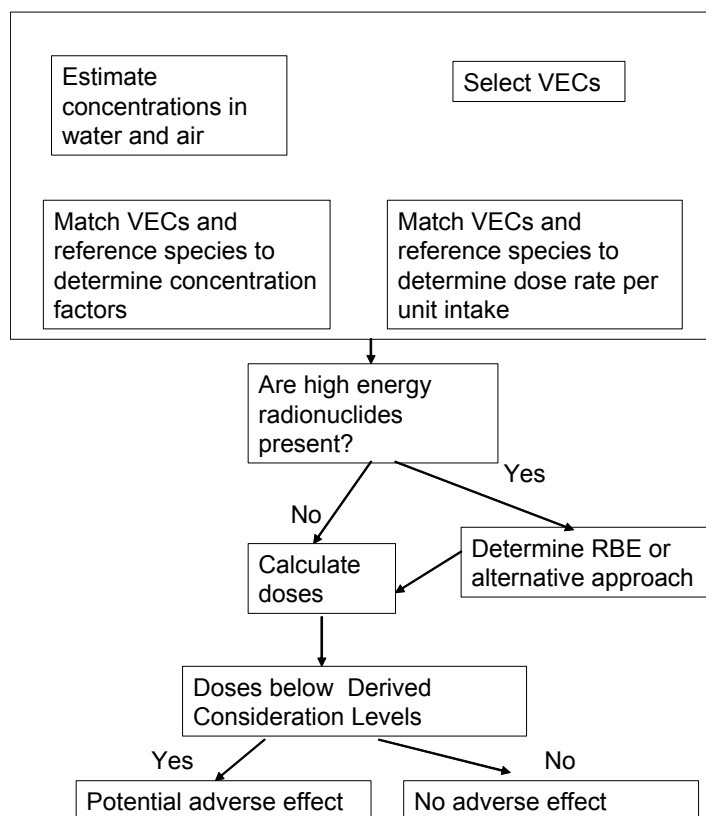 Estimate
concentrations in
water and air
Select VECs
Match VECs and
reference species to
determine concentration
factors
Match VECs and
reference species to
determine dose rate per
unit intake
Are high energy
radionuclides
present?
Yes
No
Calculate
doses
Determine RBE or
alternative approach
Doses below  Derived
Consideration Levels
Yes
No
Potential adverse effect
No adverse effect